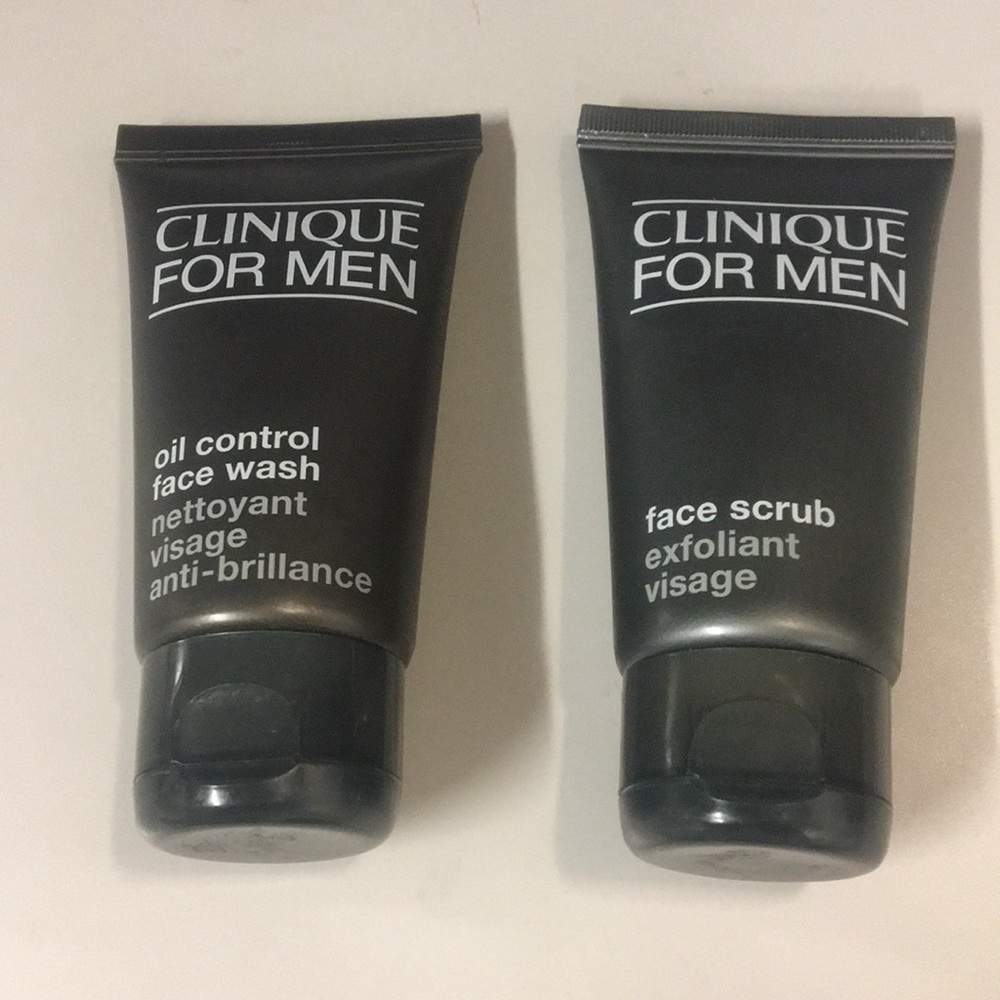 CLINIQUE
FOR MEN
oil control
face wash
nettoyant
visage
anti-brillance
CLINIQUE
FOR MEN
face scrub
exfoliant
visage